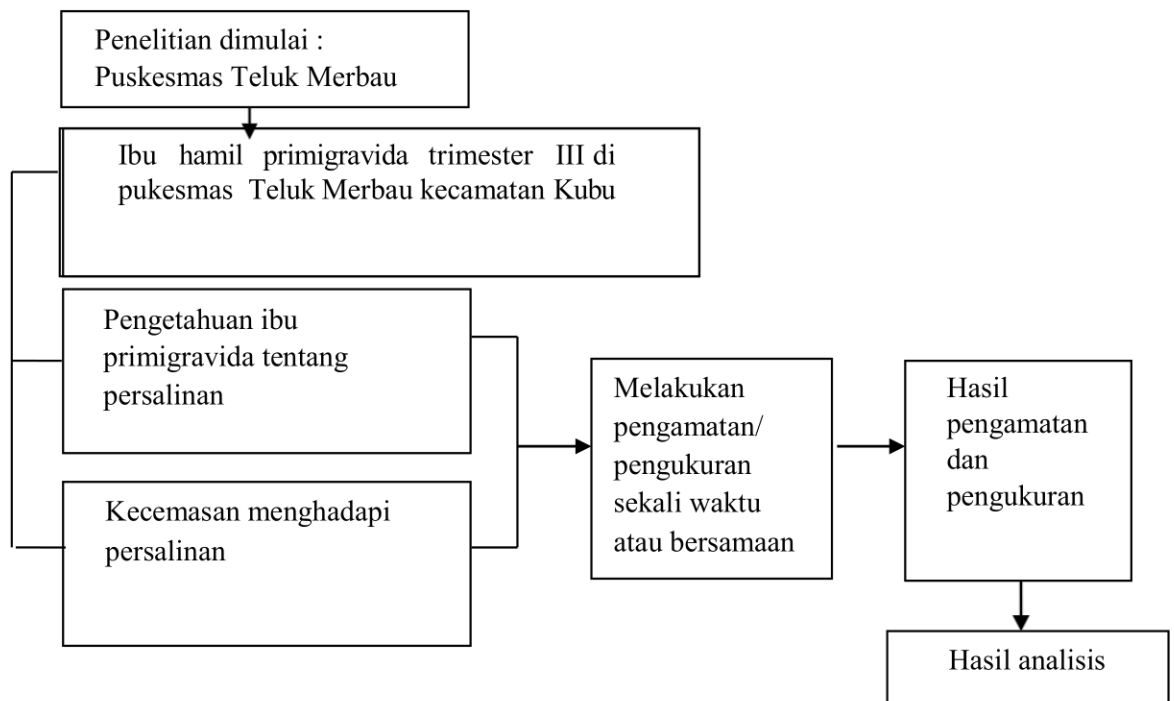 Penelitian dimulai :
Puskesmas Teluk Merbau
Ibu hamil primigravida trimester III di
pukesmas Teluk Merbau kecamatan Kubu
Pengetahuan ibu
primigravida tentang
persalinan
Kecemasan menghadapi
persalinan
Melakukan
pengamatan/
pengukuran
sekali waktu
atau bersamaan
Hasil
pengamatan
dan
pengukuran
Hasil analisis